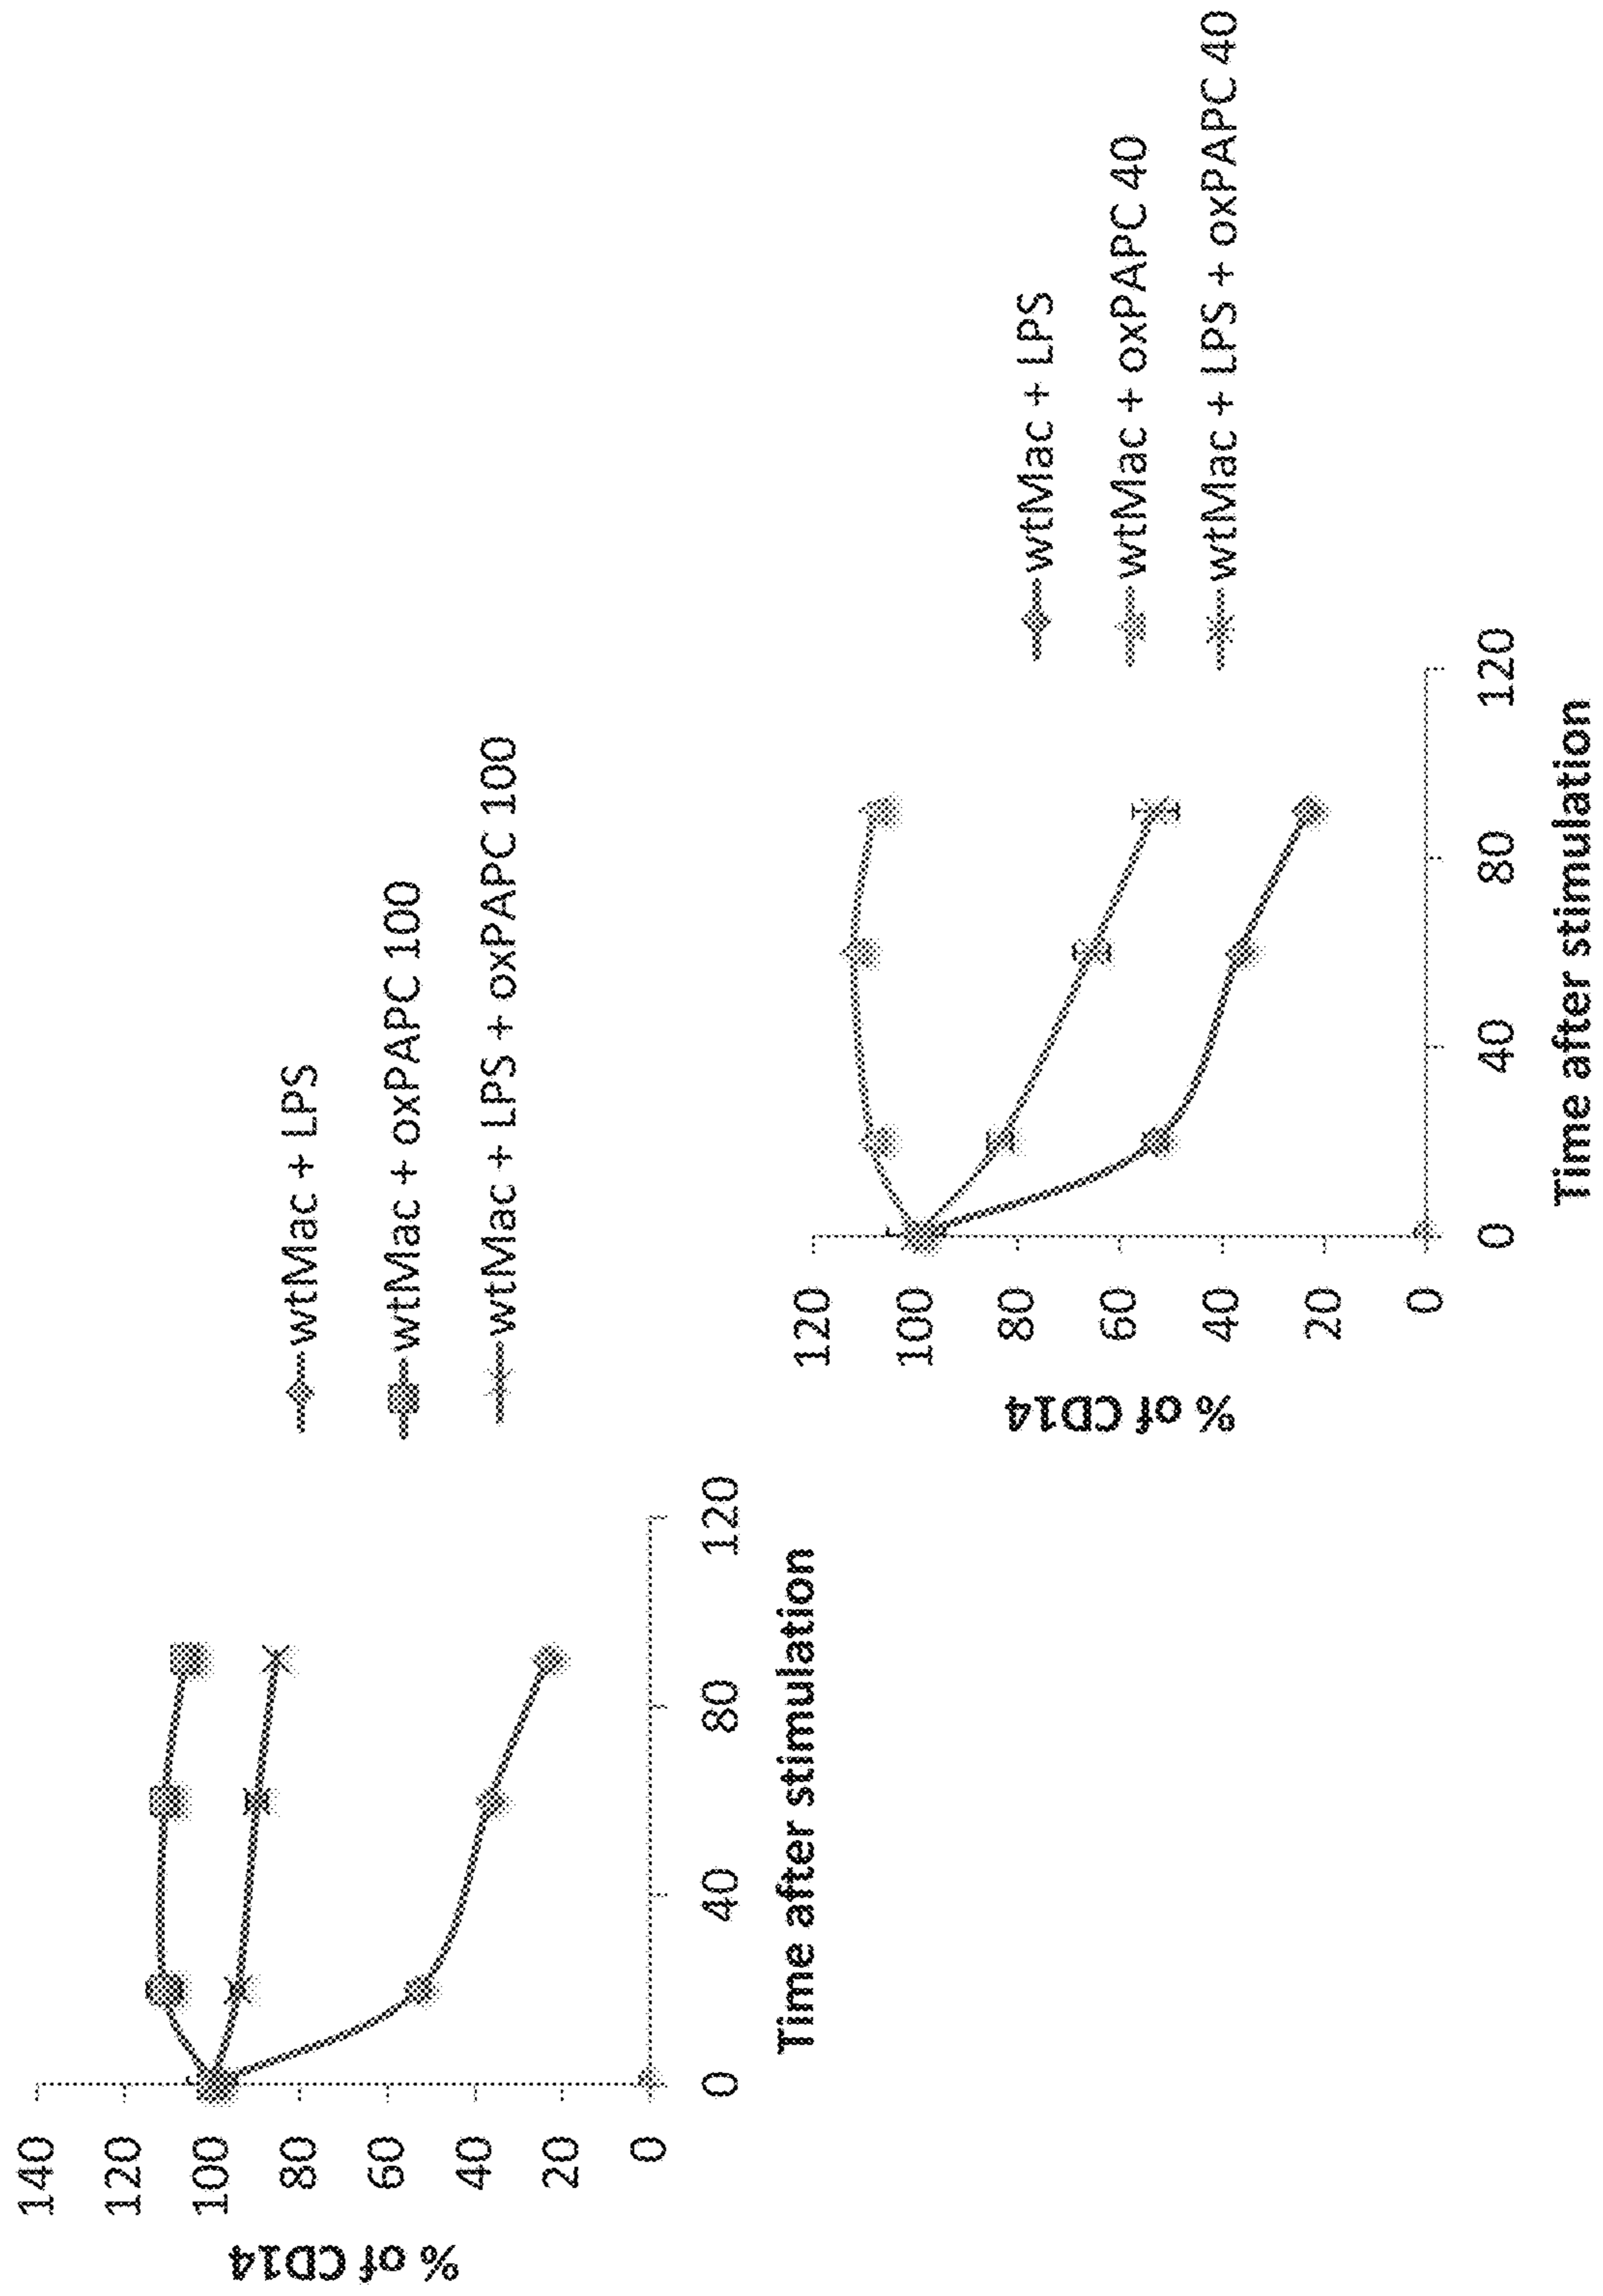 140
120
100
80
60
40
20
0
% of CD14
0
40
80
120
Time after stimulation
wtMac + LPS
wtMac + oxPAPC 100
wtMac + LPS + oxPAPC 100
120
100
80
60
40
20
0
% of CD14
0
40
80
120
Time after stimulation
wtMac + LPS
wtMac + oxPAPC 40
wtMac + LPS + oxPAPC 40